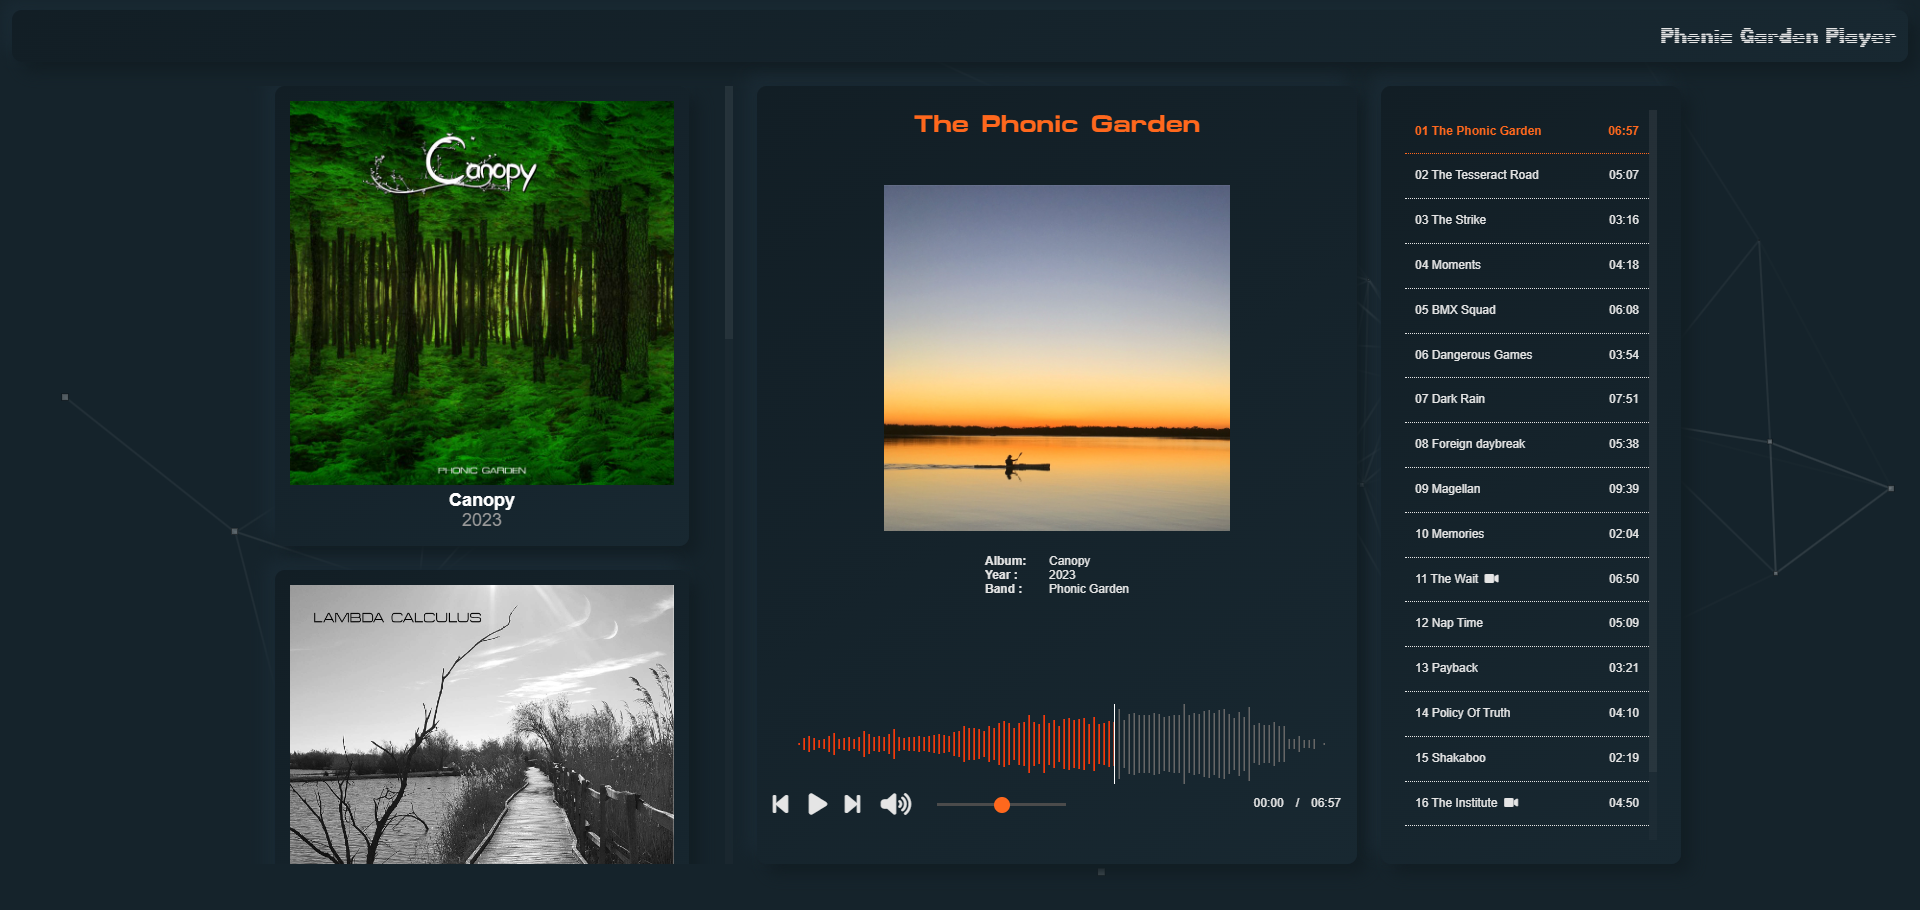 Phonic Garden Player
Canopy
PHONIC GARDEN
Canopy
2023
LAMBDA CALCULUS
The Phonic Garden
Album: Canopy
Year : 2023
Band : Phonic Garden
00:00 / 06:57
01 The Phonic Garden 06:57
02 The Tesseract Road 05:07
03 The Strike 03:16
04 Moments 04:18
05 BMX Squad 06:08
06 Dangerous Games 03:54
07 Dark Rain 07:51
08 Foreign daybreak 05:38
09 Magellan 09:39
10 Memories 02:04
11 The Wait 06:50
12 Nap Time 05:09
13 Payback 03:21
14 Policy Of Truth 04:10
15 Shakaboo 02:19
16 The Institute 04:50